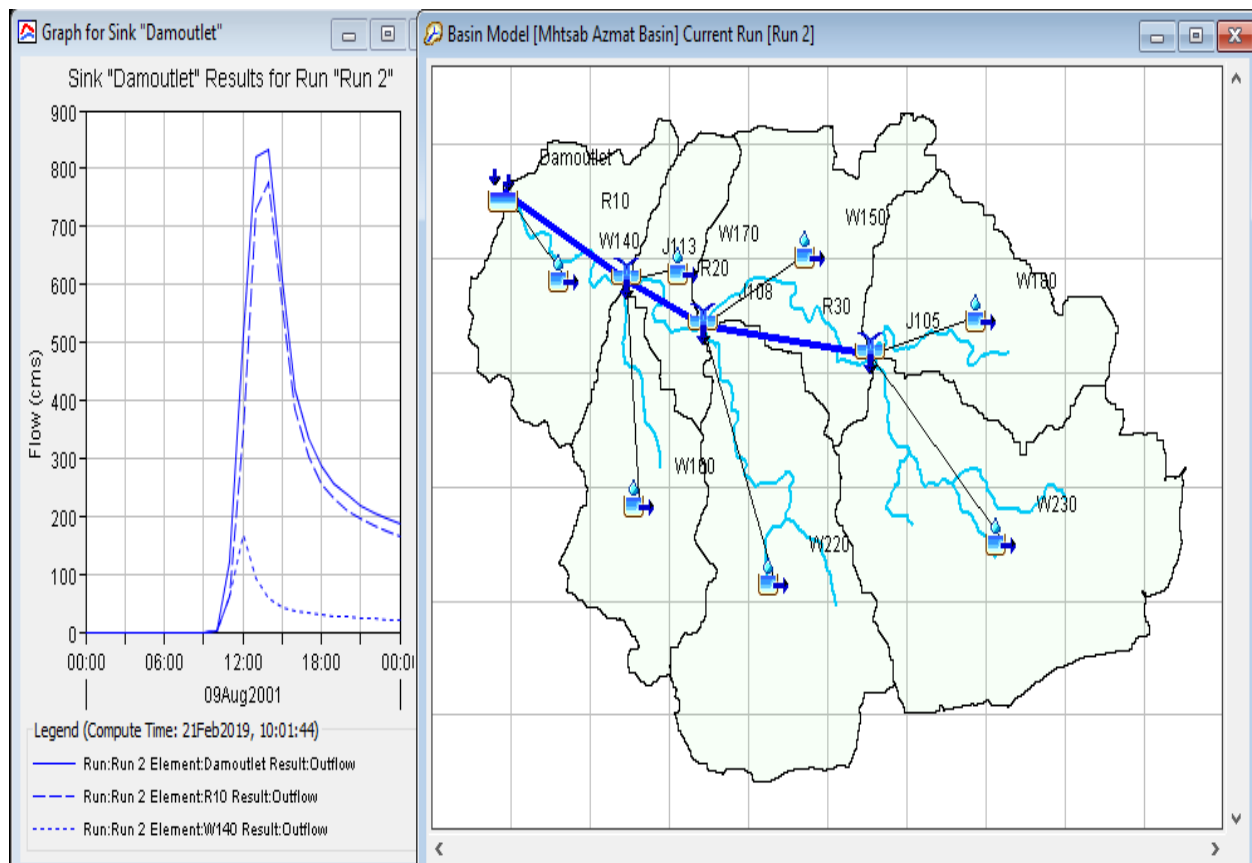 Graph for Sink "Damoutlet"
Sink "Damoutlet" Results for Run "Run 2"
900
800
700
600
500
400
300
200
100
0
Flow (cms)
00:00 06:00 12:00 18:00 00:0
09Aug2001
Legend (Compute Time: 21Feb2019, 10:01:44)
Run:Run 2 Element:Damoutlet Result:Outflow
Run:Run 2 Element:R10 Result:Outflow
Run:Run 2 Element:W140 Result:Outflow
Basin Model [Mhtsab Azmat Basin] Current Run [Run 2]
Damoutlet
R10
W150
W140
J113
W170
R20
W180
J108
R30
J105
W160
W230
W220